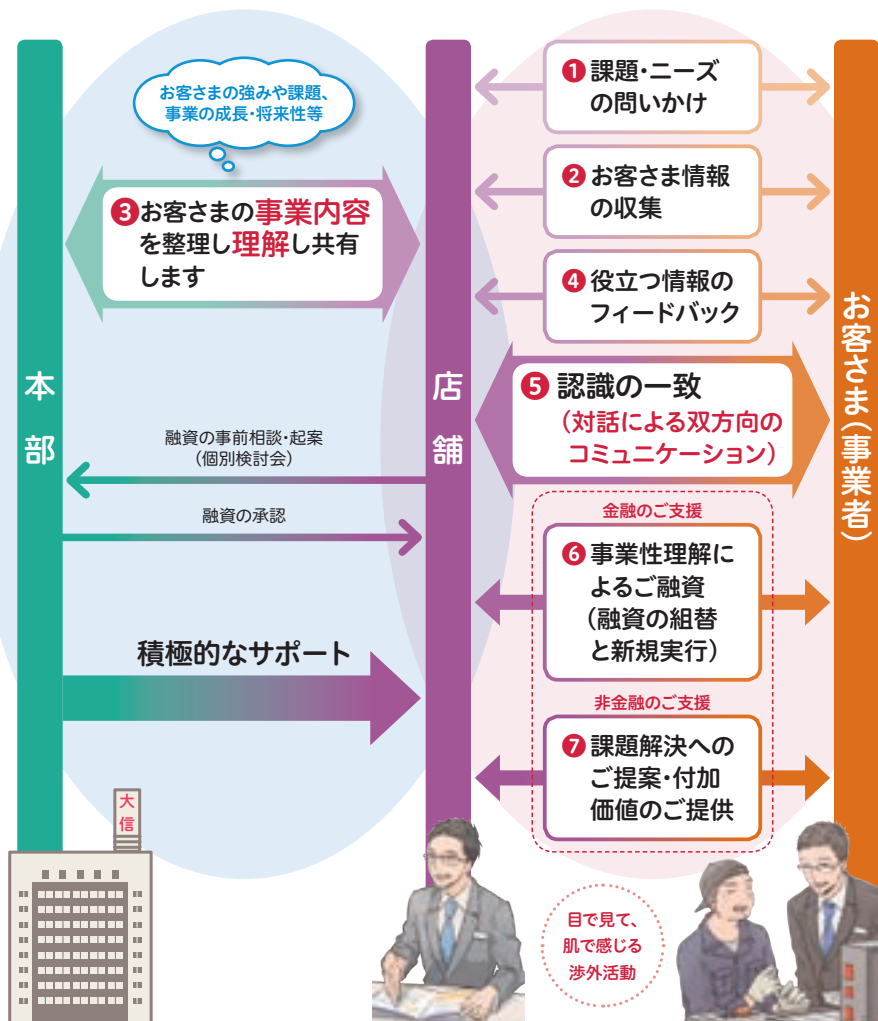 お客さまの強みや課題、
事業の成長・将来性等
❸お客さまの事業内容
を整理し理解し共有
します
❶課題・ニーズ
の問いかけ
❷お客さま情報
の収集
❹役立つ情報の
フィードバック
❺認識の一致
（対話による双方向の
コミュニケーション）
本部
店舗
お客さま（事業者）
融資の事前相談・起案
（個別検討会）
融資の承認
積極的なサポート
金融のご支援
❻事業性理解に
よるご融資
（融資の組替
と新規実行）
非金融のご支援
❼課題解決への
ご提案・付加
価値のご提供
大信
目で見て、
肌で感じる
渉外活動